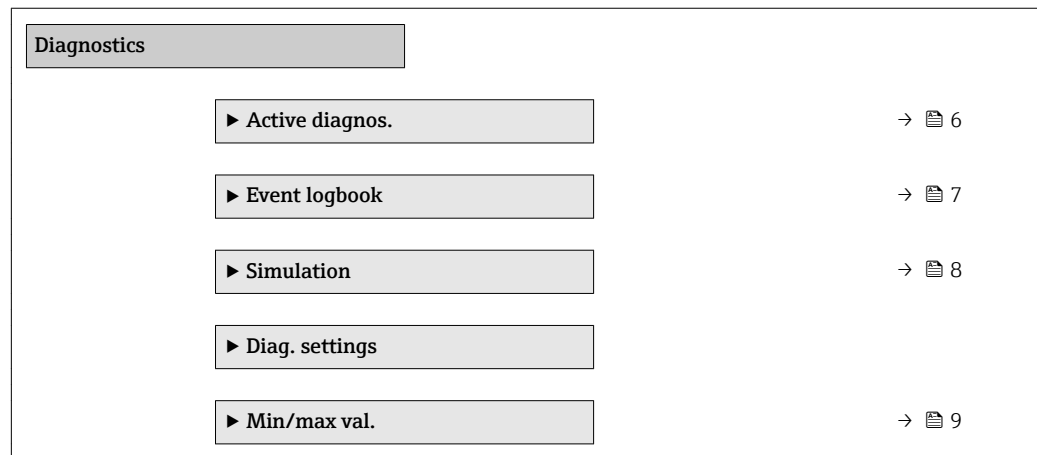 Diagnostics
▶ Active diagnos. → 6
▶ Event logbook → 7
▶ Simulation → 8
▶ Diag. settings
▶ Min/max val. → 9